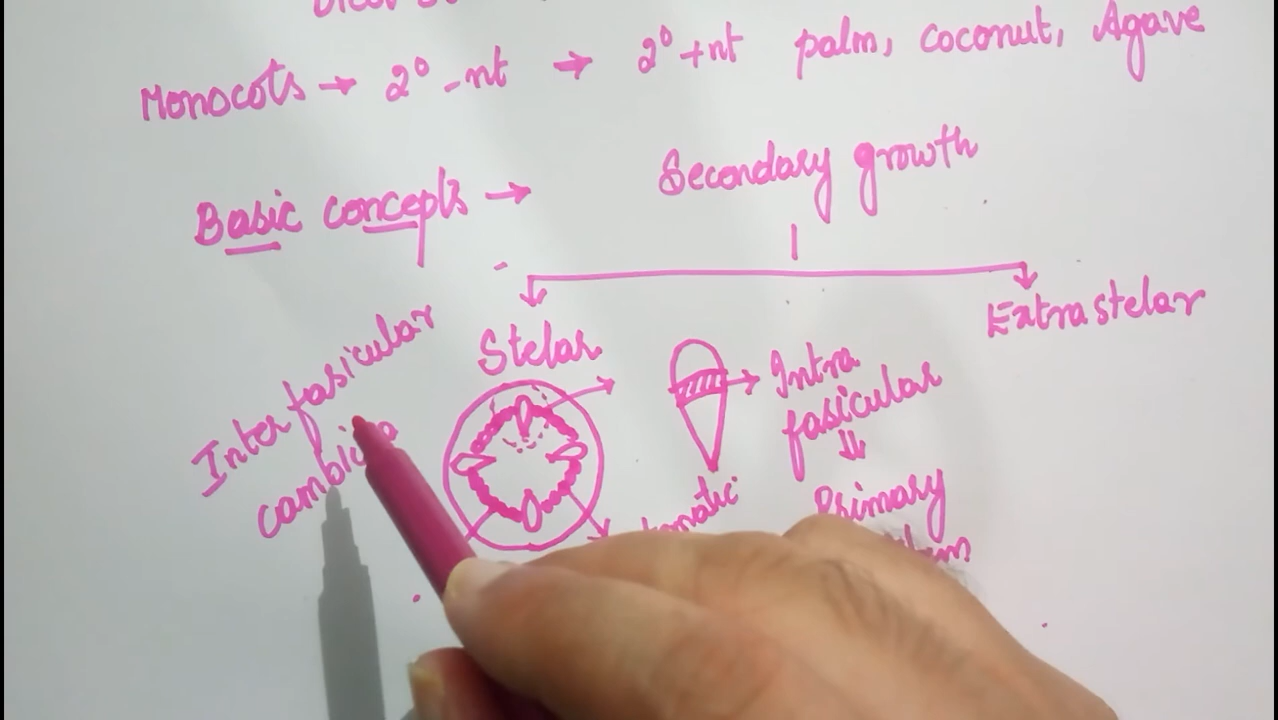 Monocots → 2° -nt → 2° +nt palm, coconut, Agave
Basic concepts →
Secondary growth
Stelar
Extrastelar
Inter fasicular
Intra
fasicular
Primary